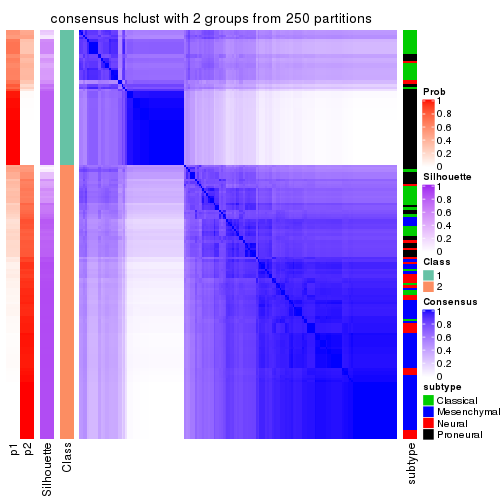 consensus hclust with 2 groups from 250 partitions
Prob
1
0.8
0.6
0.4
0.2
0
Silhouette
1
0.8
0.6
0.4
0.2
0
Class
1
2
Consensus
1
0.8
0.6
0.4
0.2
0
subtype
Classical
Mesenchymal
Neural
Proneural
p1
p2
Silhouette
Class
subtype